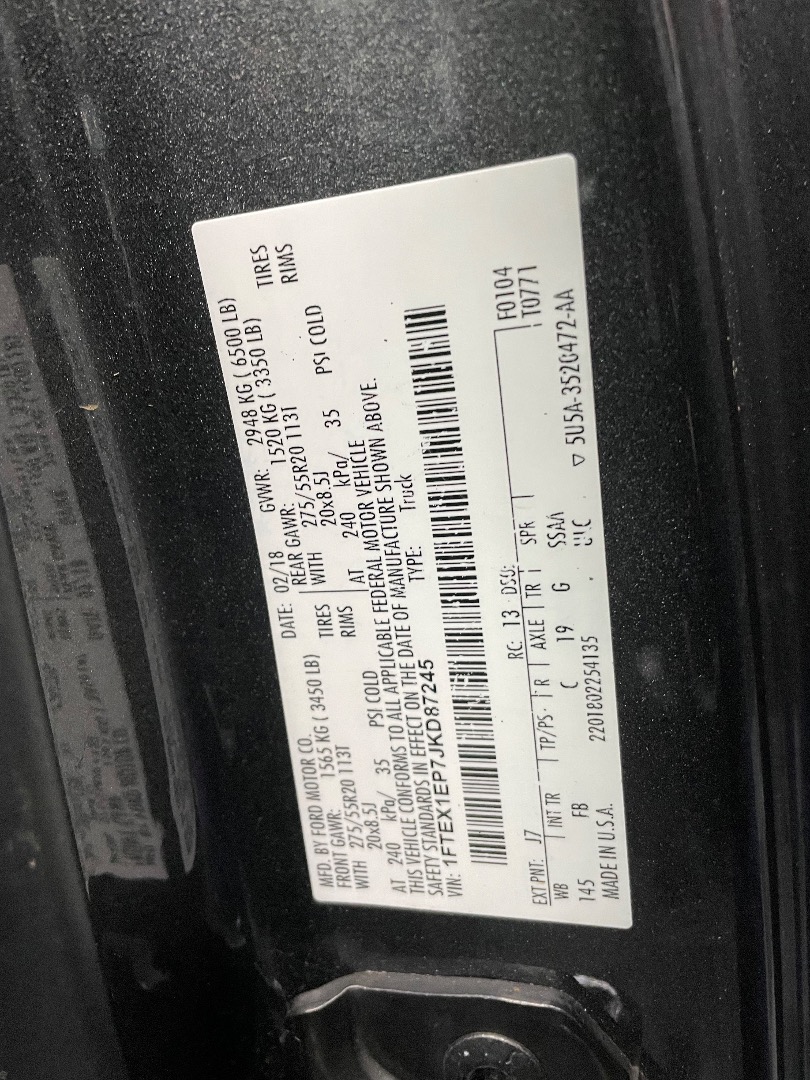 MFD. BY FORD MOTOR CO. DATE: 02/18 GVWR: 2948 KG ( 6500 LB)
FRONT GAWR: 1565 KG ( 3450 LB) REAR GAWR: 1520 KG ( 3350 LB)
WITH 275/55R20 113T TIRES WITH 275/55R20 113T TIRES
20x8.5J RIMS 20x8.5J RIMS
AT 240 kPa/ 35 PSI COLD AT 240 kPa/ 35 PSI COLD
THIS VEHICLE CONFORMS TO ALL APPLICABLE FEDERAL MOTOR VEHICLE
SAFETY STANDARDS IN EFFECT ON THE DATE OF MANUFACTURE SHOWN ABOVE.
VIN: 1FTEX1EP7JKD87245 TYPE: Truck
EXT PNT: J7 RC: 13 DSO: F0104
WB INT TR TP/PS R AXLE TR SPR T0771
145 FB C 19 G SSAA
MADE IN U.S.A. 2201802254135 5U5A-3520472-AA